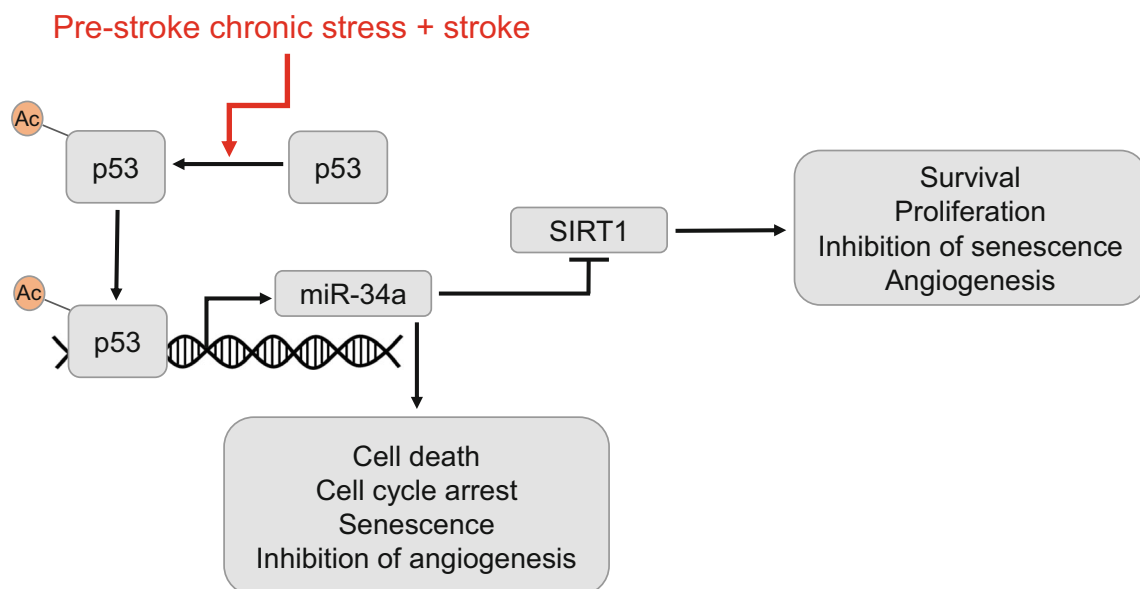 Pre-stroke chronic stress + stroke
Ac
p53
p53
SIRT1
Survival
Proliferation
Inhibition of senescence
Angiogenesis
Ac
p53
miR-34a
Cell death
Cell cycle arrest
Senescence
Inhibition of angiogenesis